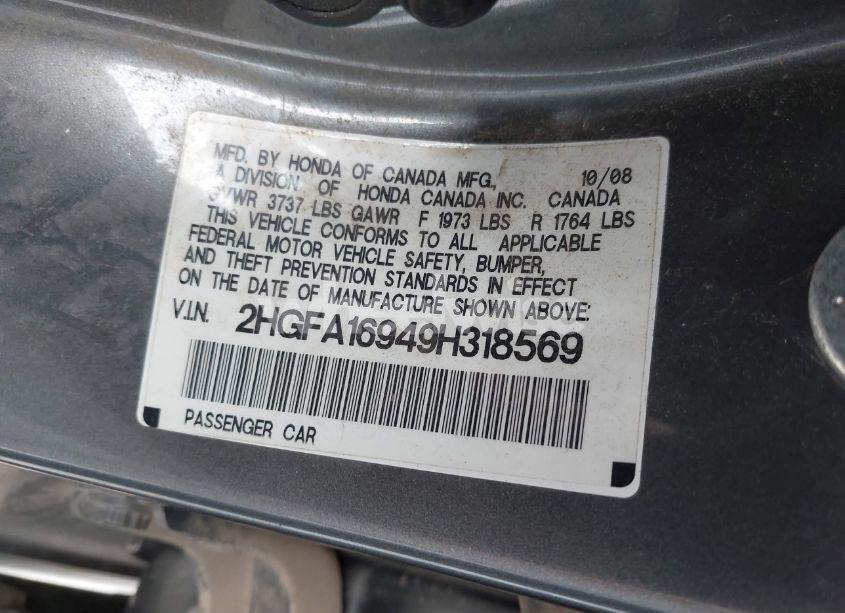 MFD. BY HONDA OF CANADA MFG., 10/08
A DIVISION OF HONDA CANADA INC. CANADA
GVWR 3737 LBS GAWR F 1973 LBS R 1764 LBS
THIS VEHICLE CONFORMS TO ALL APPLICABLE
FEDERAL MOTOR VEHICLE SAFETY, BUMPER,
AND THEFT PREVENTION STANDARDS IN EFFECT
ON THE DATE OF MANUFACTURE SHOWN ABOVE:
V.I.N. 2HGFA16949H318569
PASSENGER CAR